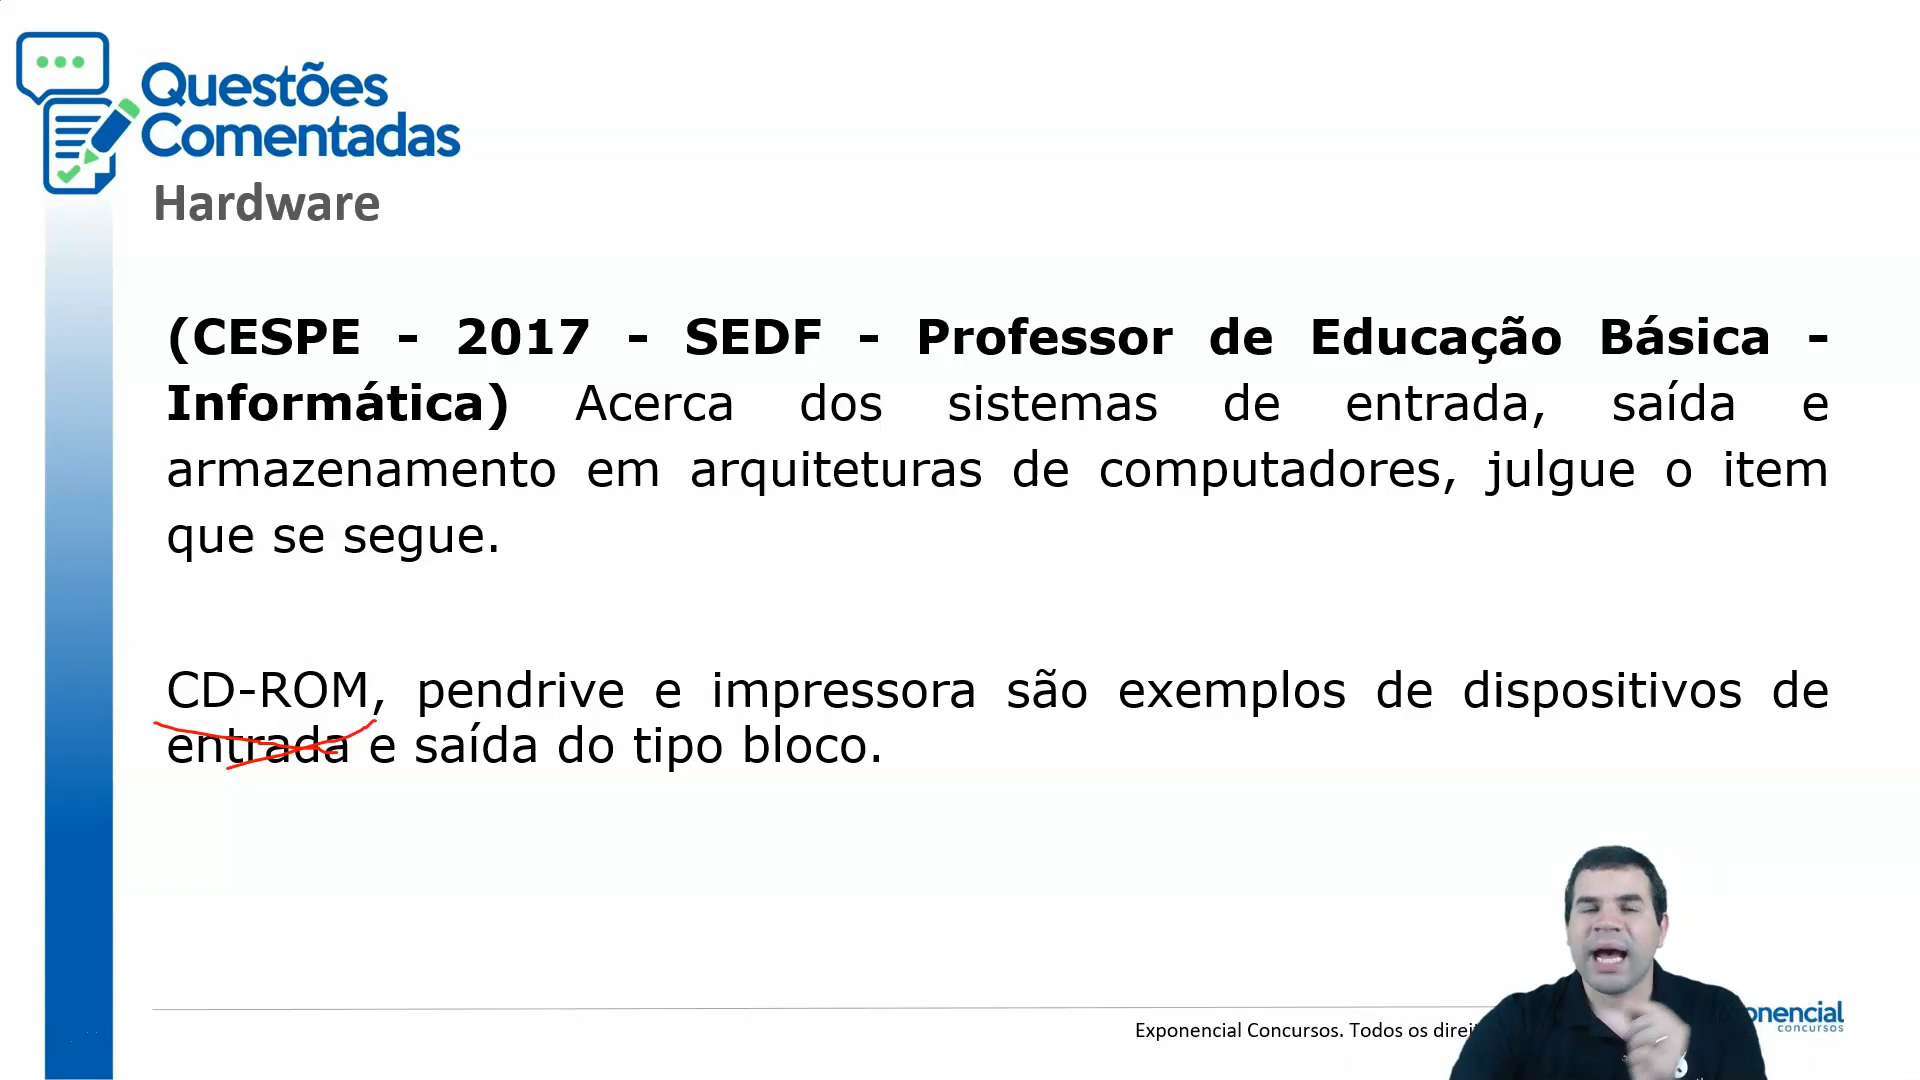 Questões
Comentadas
Hardware
(CESPE - 2017 - SEDF - Professor de Educação Básica -
Informática) Acerca dos sistemas de entrada, saída e
armazenamento em arquiteturas de computadores, julgue o item
que se segue.
CD-ROM, pendrive e impressora são exemplos de dispositivos de
entrada e saída do tipo bloco.
Exponencial Concursos. Todos os direi
onencial
concursos